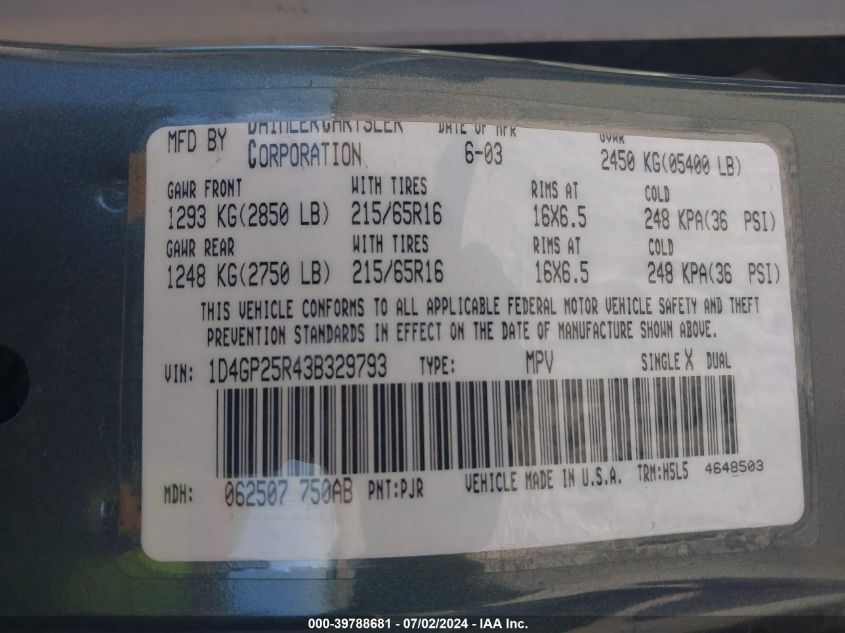 MFD BY DAIMLERCHRYSLER CORPORATION DATE OF MFR 6-03 GVWR 2450 KG(05400 LB)
GAWR FRONT WITH TIRES RIMS AT COLD
1293 KG(2850 LB) 215/65R16 16X6.5 248 KPA(36 PSI)
GAWR REAR WITH TIRES RIMS AT COLD
1248 KG(2750 LB) 215/65R16 16X6.5 248 KPA(36 PSI)
THIS VEHICLE CONFORMS TO ALL APPLICABLE FEDERAL MOTOR VEHICLE SAFETY AND THEFT
PREVENTION STANDARDS IN EFFECT ON THE DATE OF MANUFACTURE SHOWN ABOVE.
VIN: 1D4GP25R43B329793 TYPE: MPV SINGLE X DUAL
MDH: 062507 750AB PNT:PJR VEHICLE MADE IN U.S.A. TRM:H5L5 4648503
000-39788681 - 07/02/2024 - IAAI.com.